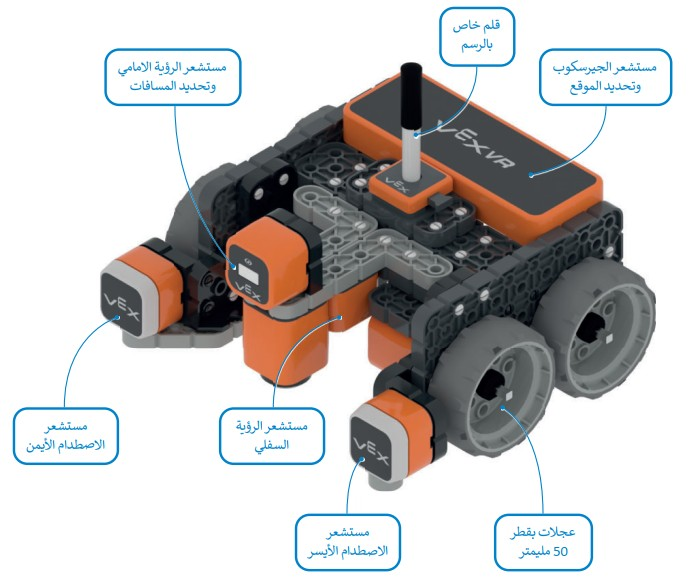 قلم خاص
بالرسم
مستشعر الجيرسكوب
وتحديد الموقع
مستشعر الرؤية الامامي
وتحديد المسافات
VEXVR
VEX
VEX
VEX
مستشعر
الاصطدام الأيمن
مستشعر الرؤية
السفلي
VEX
مستشعر
الاصطدام الأيسر
عجلات بقطر
50 مليمتر